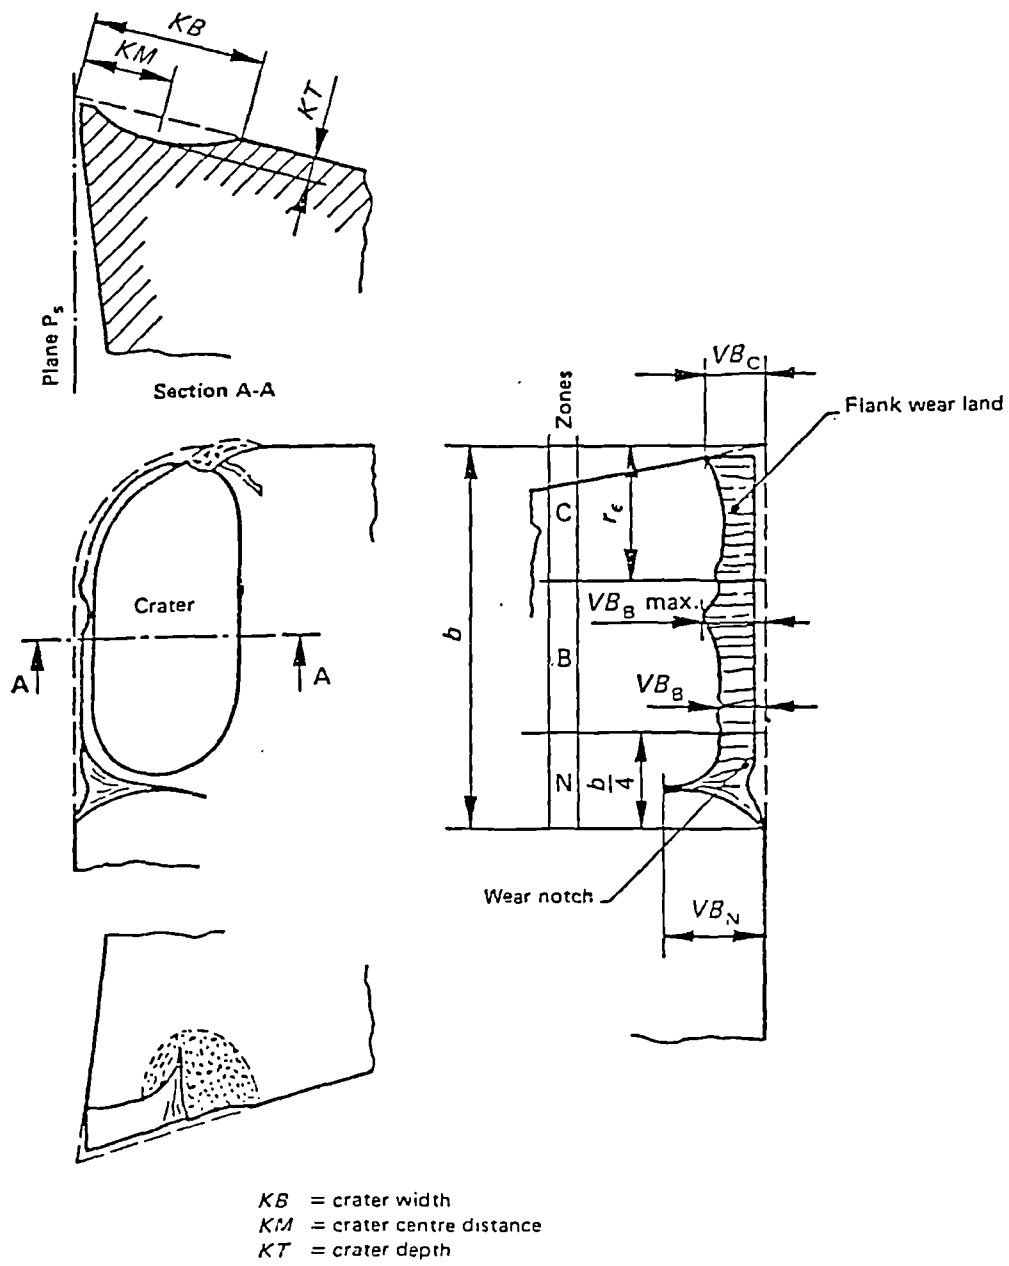 KB
KM
KT
Plane Ps
Section A-A
Crater
A
A
Zones
VBC
Flank wear land
C
rε
VBB max.
b
B
VBB
N
b/4
Wear notch
VBN
KB = crater width
KM = crater centre distance
KT = crater depth